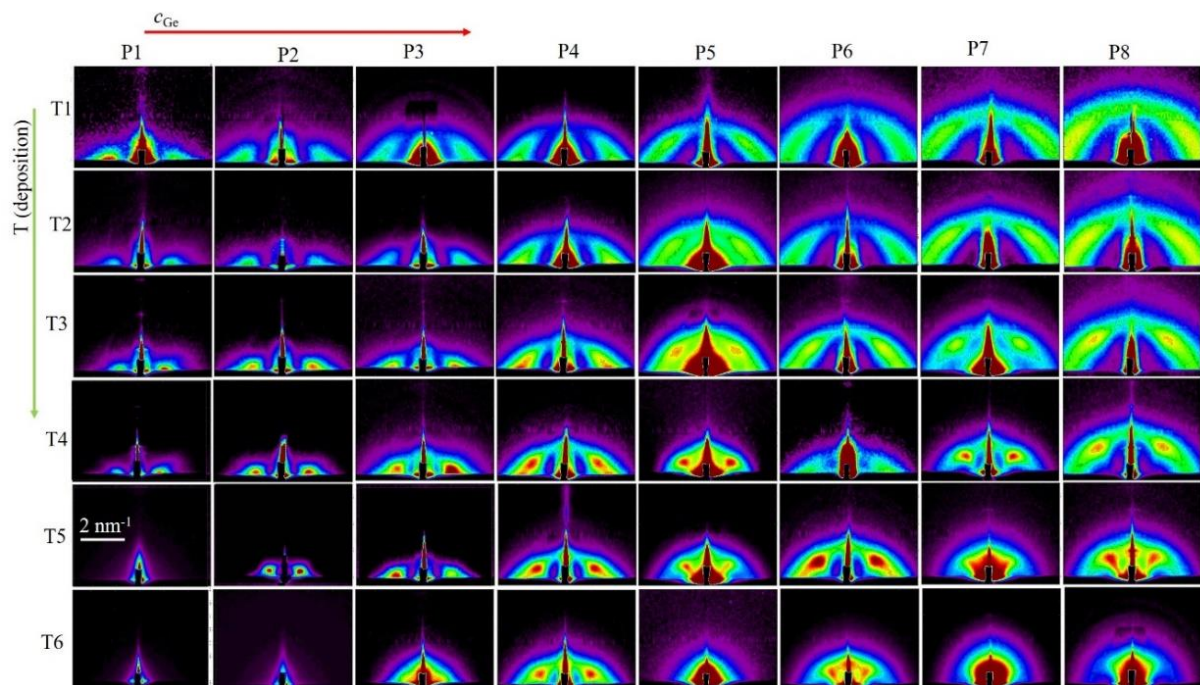 c_Ge
P1 P2 P3 P4 P5 P6 P7 P8
T (deposition)
T1
T2
T3
T4
T5
2 nm⁻¹
T6